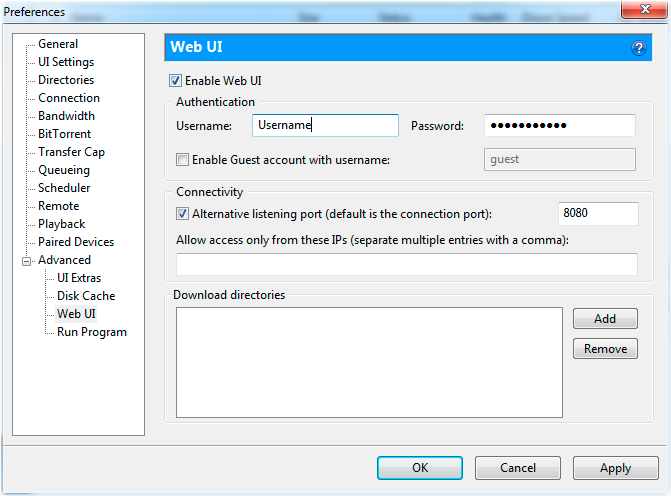 Preferences
General
UI Settings
Directories
Connection
Bandwidth
BitTorrent
Transfer Cap
Queueing
Scheduler
Remote
Playback
Paired Devices
Advanced
UI Extras
Disk Cache
Web UI
Run Program
Web UI
?
Enable Web UI
Authentication
Username: Username Password: ●●●●●●●●●●●
Enable Guest account with username: guest
Connectivity
Alternative listening port (default is the connection port): 8080
Allow access only from these IPs (separate multiple entries with a comma):
Download directories
Add
Remove
OK Cancel Apply